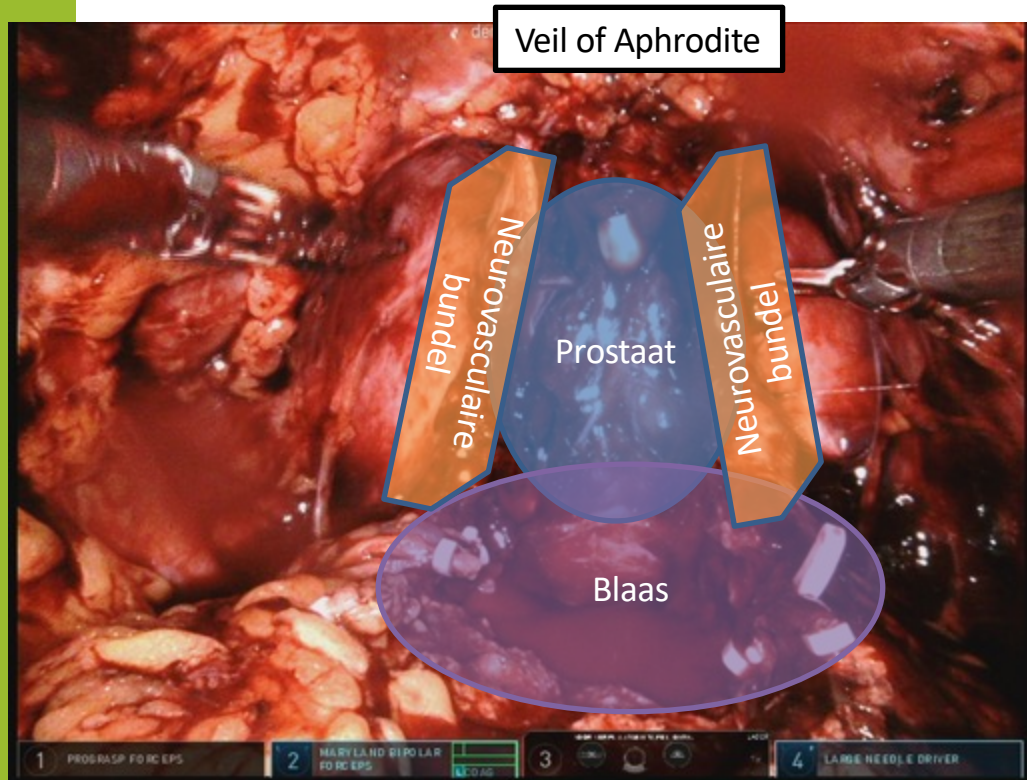 Veil of Aphrodite
Neurovasculaire
bundel
Prostaat
Neurovasculaire
bundel
Blaas
1 PROGRASP FORCEPS
2 MARYLAND BIPOLAR
FORCEPS
3
4 LARGE NEEDLE DRIVER